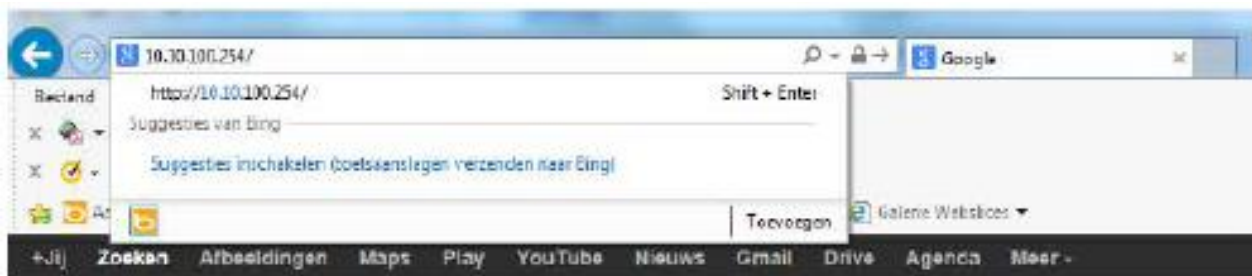 10.10.100.254/
Google
Bestand
http://10.10.100.254/
Shift + Enter
Suggesties van Bing
Suggesties inschakelen (toetsaanslagen verzenden naar Bing)
Toevoegen
Galerie Webslices
+Jij Zoeken Afbeeldingen Maps Play YouTube Nieuws Gmail Drive Agenda Meer